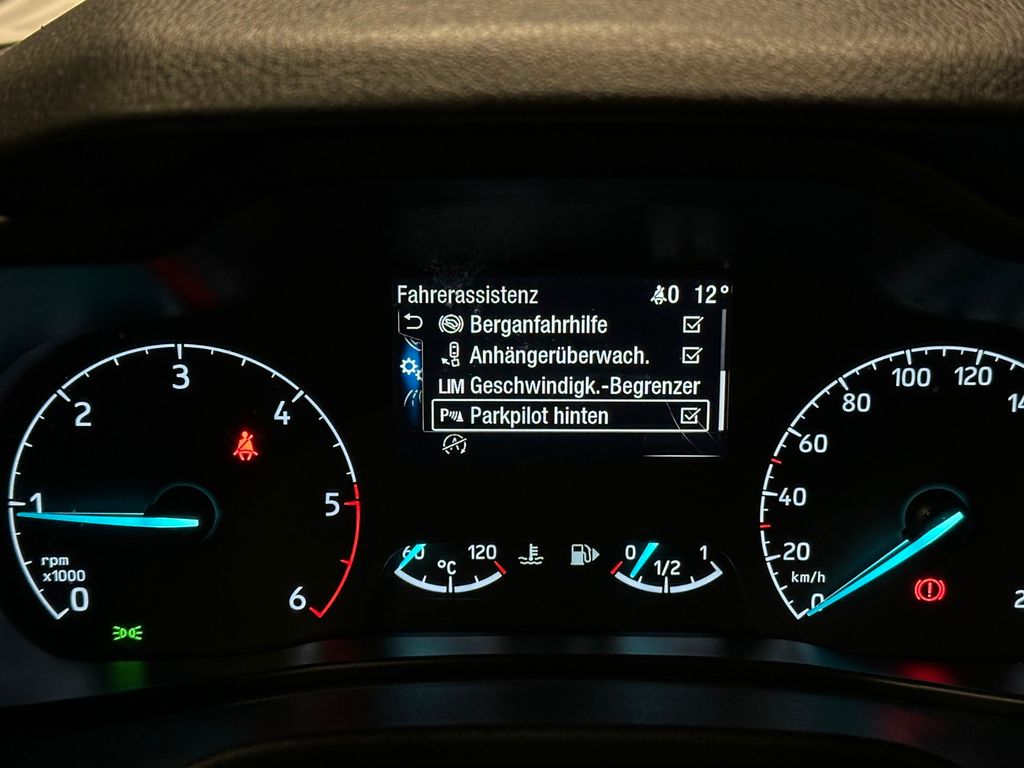 Fahrerassistenz 0 12°
Berganfahrhilfe
Anhängerüberwach.
LIM Geschwindigk.-Begrenzer
P Parkpilot hinten
A
0
1
2
3
4
5
6
rpm
x1000
60 120
°C
0 1/2 1
0
20
40
60
80
100
120
km/h